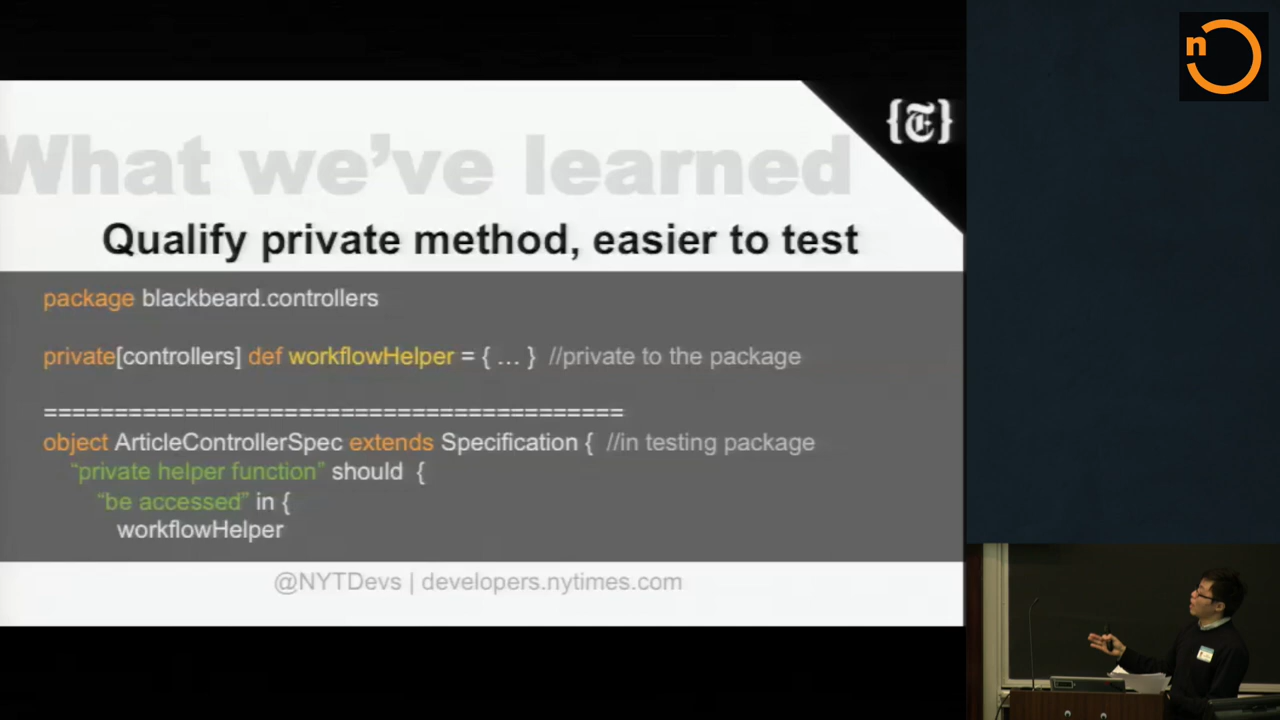 n
{T}
What we've learned
Qualify private method, easier to test
package blackbeard.controllers
private[controllers] def workflowHelper = { … } //private to the package
=========================================
object ArticleControllerSpec extends Specification { //in testing package
“private helper function” should {
“be accessed” in {
workflowHelper
@NYTDevs | developers.nytimes.com